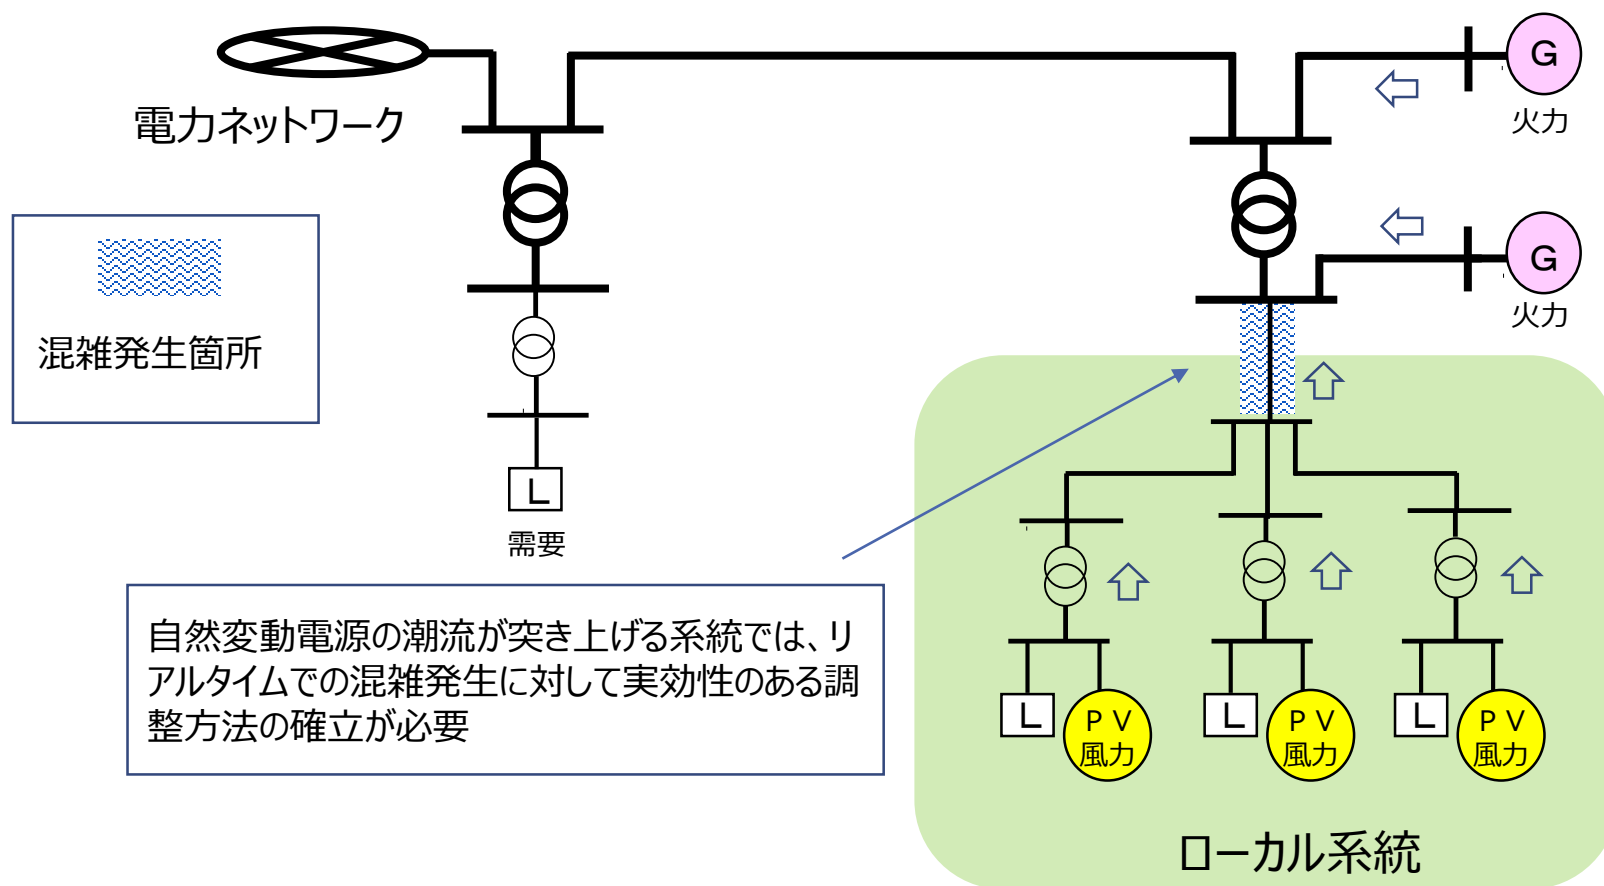 G
火力
電力ネットワーク
G
火力
混雑発生箇所
L
需要
自然変動電源の潮流が突き上げる系統では、リ
アルタイムでの混雑発生に対して実効性のある調
整方法の確立が必要
L
PV
風力
L
PV
風力
L
PV
風力
ローカル系統